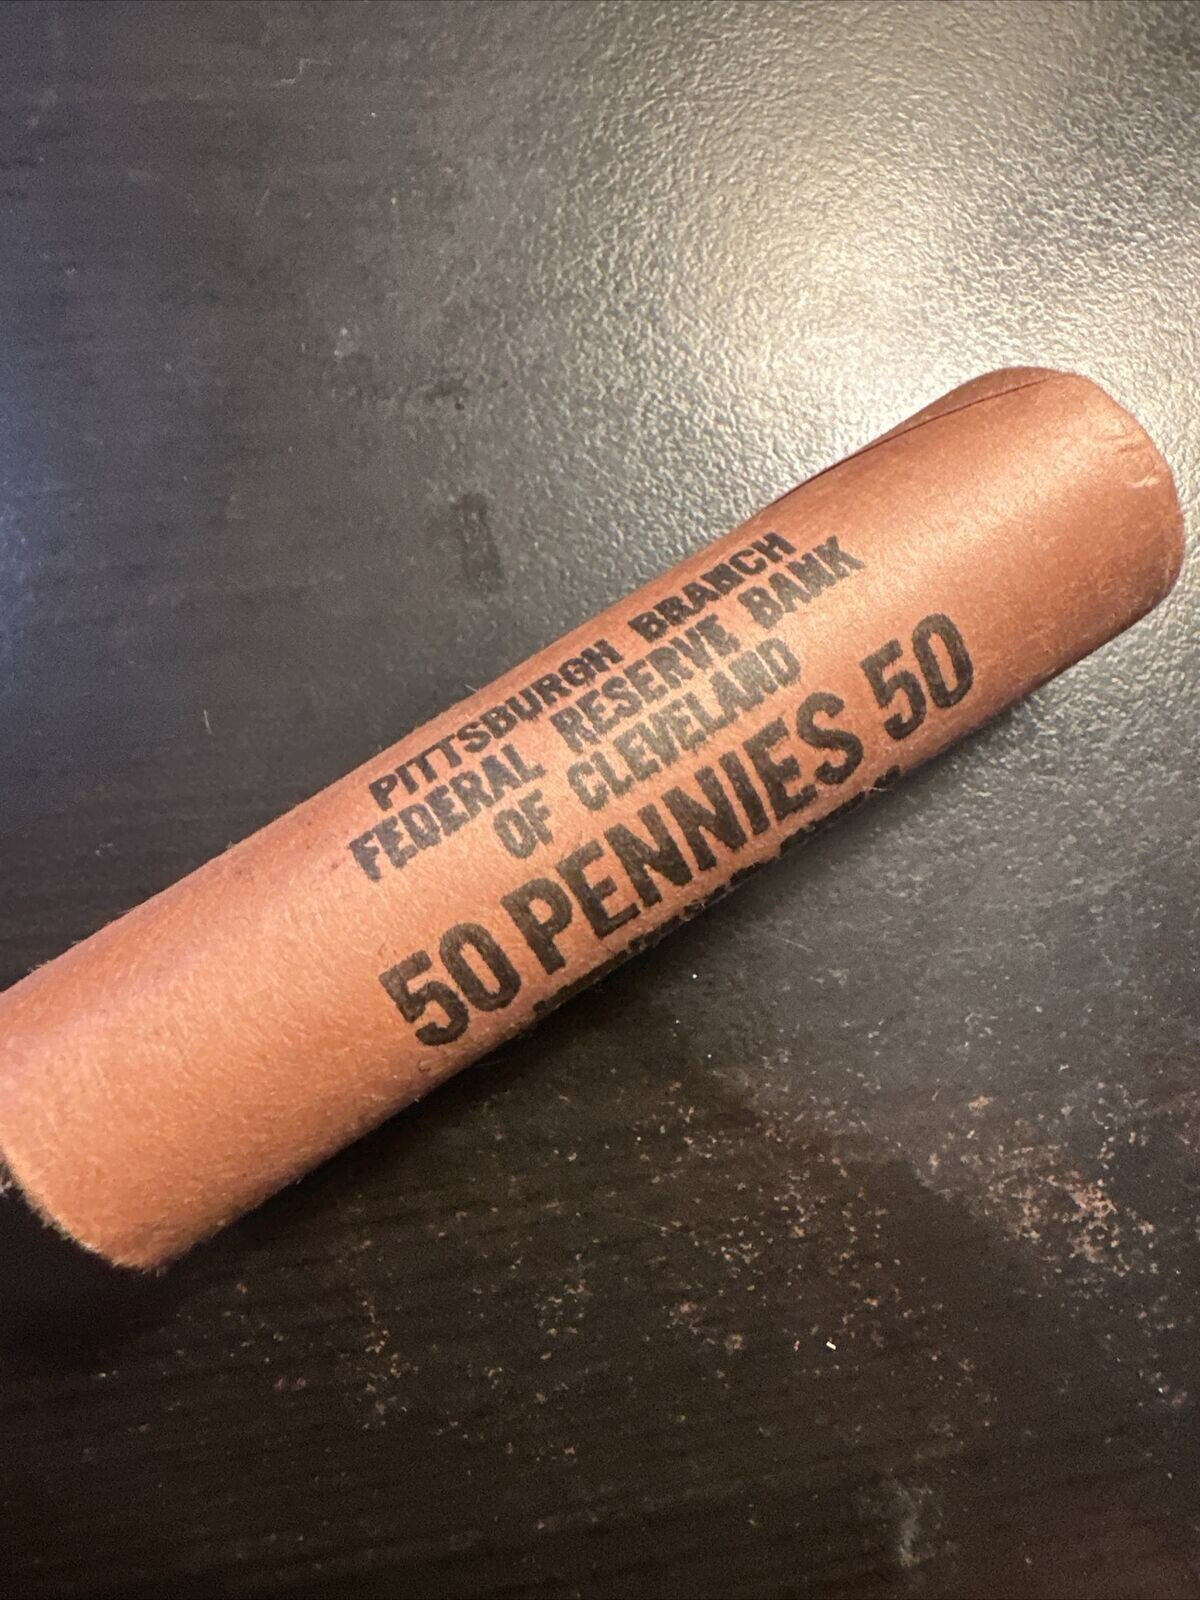 PITTSBURGH BRANCH
FEDERAL RESERVE BANK
OF CLEVELAND
50 PENNIES 50